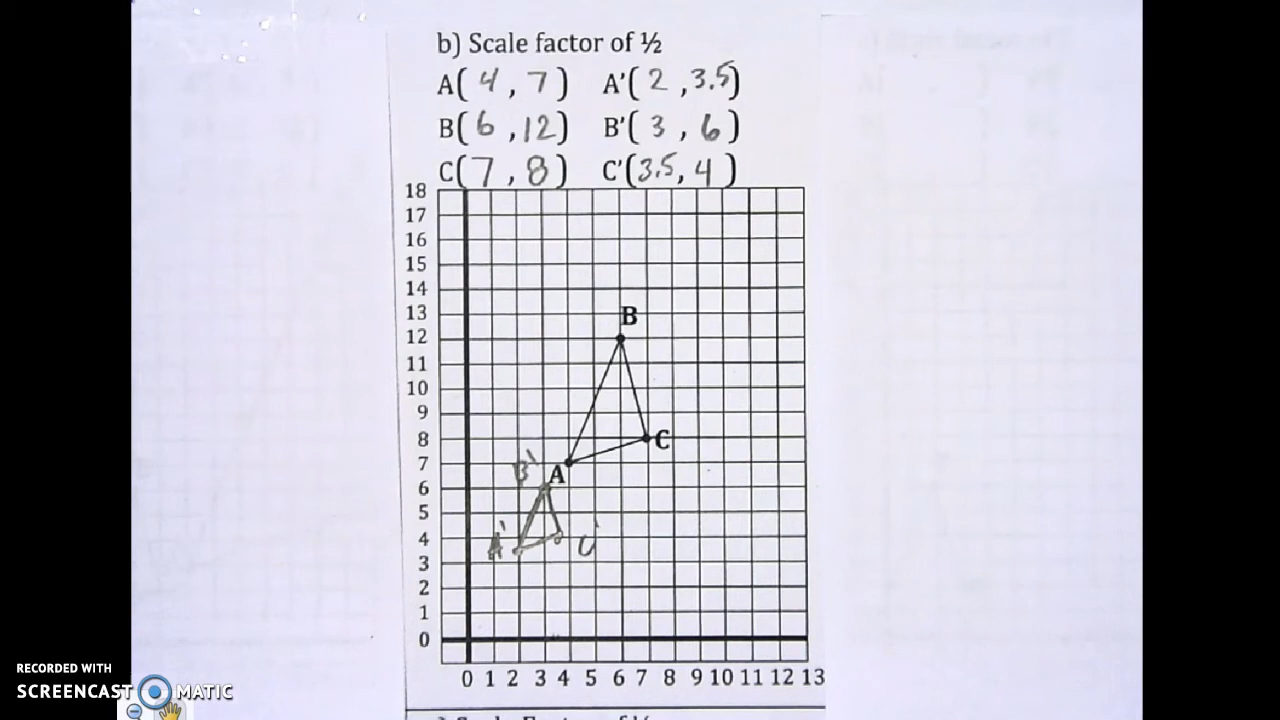 b) Scale factor of ½
A( 4 , 7 ) A'( 2 , 3.5)
B( 6 , 12) B'( 3 , 6 )
C( 7 , 8 ) C'(3.5, 4 )
18
17
16
15
14
13
B
12
11
10
9
8
C
7
B'
A
6
5
4
A'
C'
3
2
1
0
0 1 2 3 4 5 6 7 8 9 10 11 12 13
RECORDED WITH
SCREENCAST MATIC